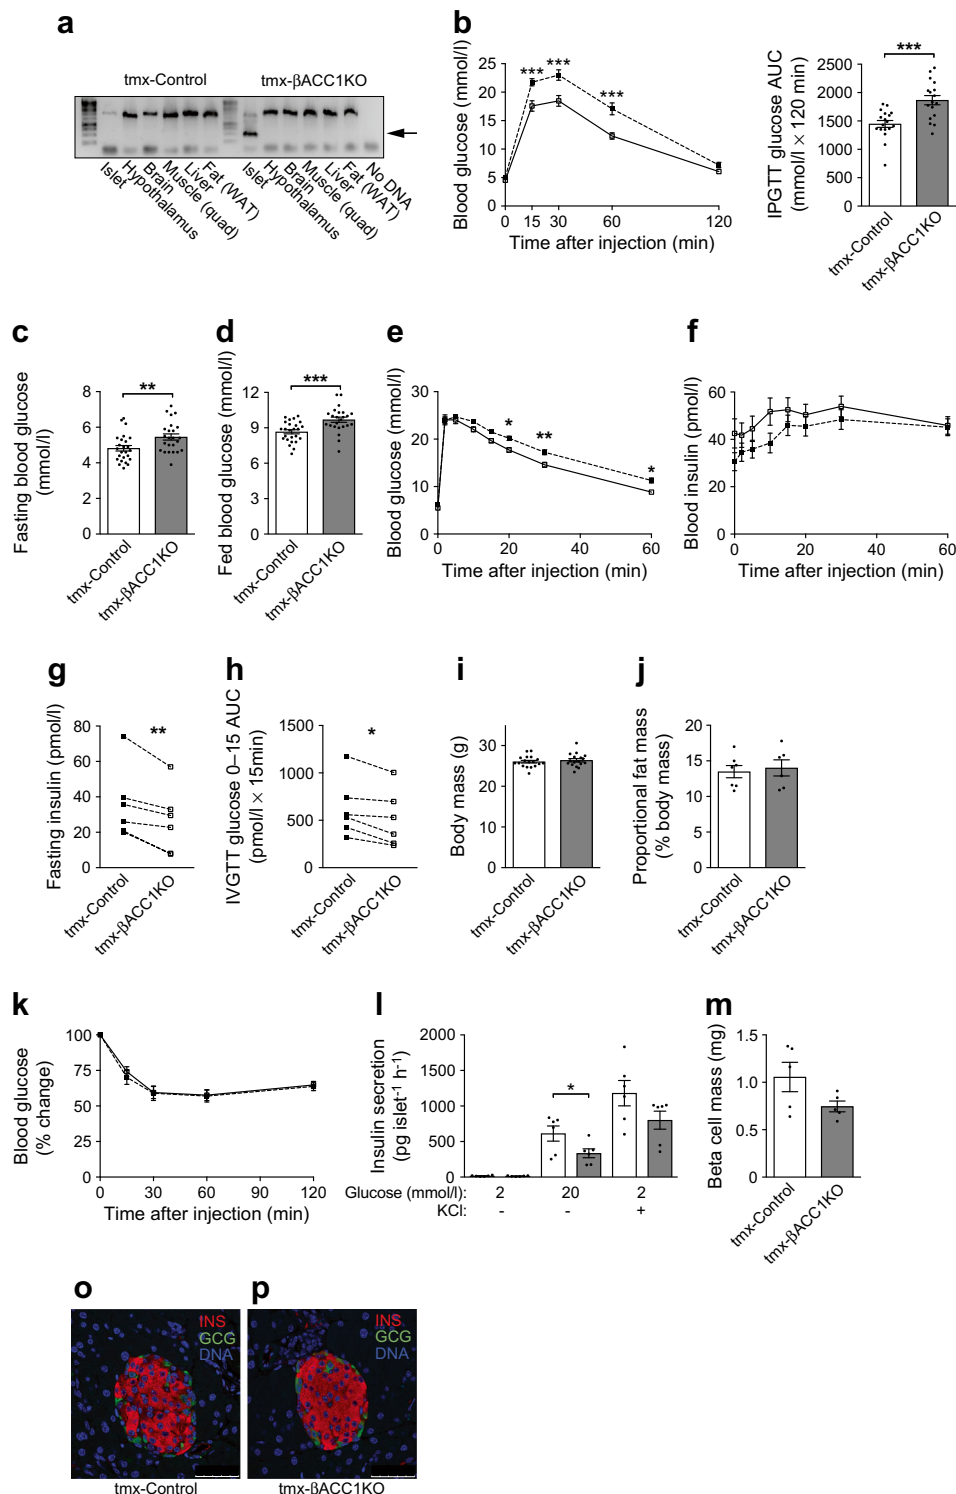 a
tmx-Control
tmx-βACC1KO
Islet
Hypothalamus
Brain
Muscle (quad)
Liver
Fat (WAT)
Islet
Hypothalamus
Brain
Muscle (quad)
Liver
Fat (WAT)
No DNA
b
Blood glucose (mmol/l)
25
20
15
10
5
0
***
***
***
0
15
30
60
120
Time after injection (min)
IPGTT glucose AUC
(mmol/l × 120 min)
2500
2000
1500
1000
500
0
***
tmx-Control
tmx-βACC1KO
c
Fasting blood glucose
(mmol/l)
8
6
4
2
0
**
tmx-Control
tmx-βACC1KO
d
Fed blood glucose (mmol/l)
12
9
6
3
0
***
tmx-Control
tmx-βACC1KO
e
Blood glucose (mmol/l)
30
20
10
0
*
**
*
0
20
40
60
Time after injection (min)
f
Blood insulin (pmol/l)
60
40
20
0
0
20
40
60
Time after injection (min)
g
Fasting insulin (pmol/l)
80
60
40
20
0
**
tmx-Control
tmx-βACC1KO
h
IVGTT glucose 0–15 AUC
(pmol/l × 15min)
1500
1000
500
0
*
tmx-Control
tmx-βACC1KO
i
Body mass (g)
30
20
10
0
tmx-Control
tmx-βACC1KO
j
Proportional fat mass
(% body mass)
20
15
10
5
0
tmx-Control
tmx-βACC1KO
k
Blood glucose
(% change)
100
75
50
25
0
0
30
60
90
120
Time after injection (min)
l
Insulin secretion
(pg islet⁻¹ h⁻¹)
2000
1500
1000
500
0
*
Glucose (mmol/l): 2 20 2
KCl: - - +
m
Beta cell mass (mg)
1.5
1.0
0.5
0
tmx-Control
tmx-βACC1KO
o
INS
GCG
DNA
tmx-Control
p
INS
GCG
DNA
tmx-βACC1KO